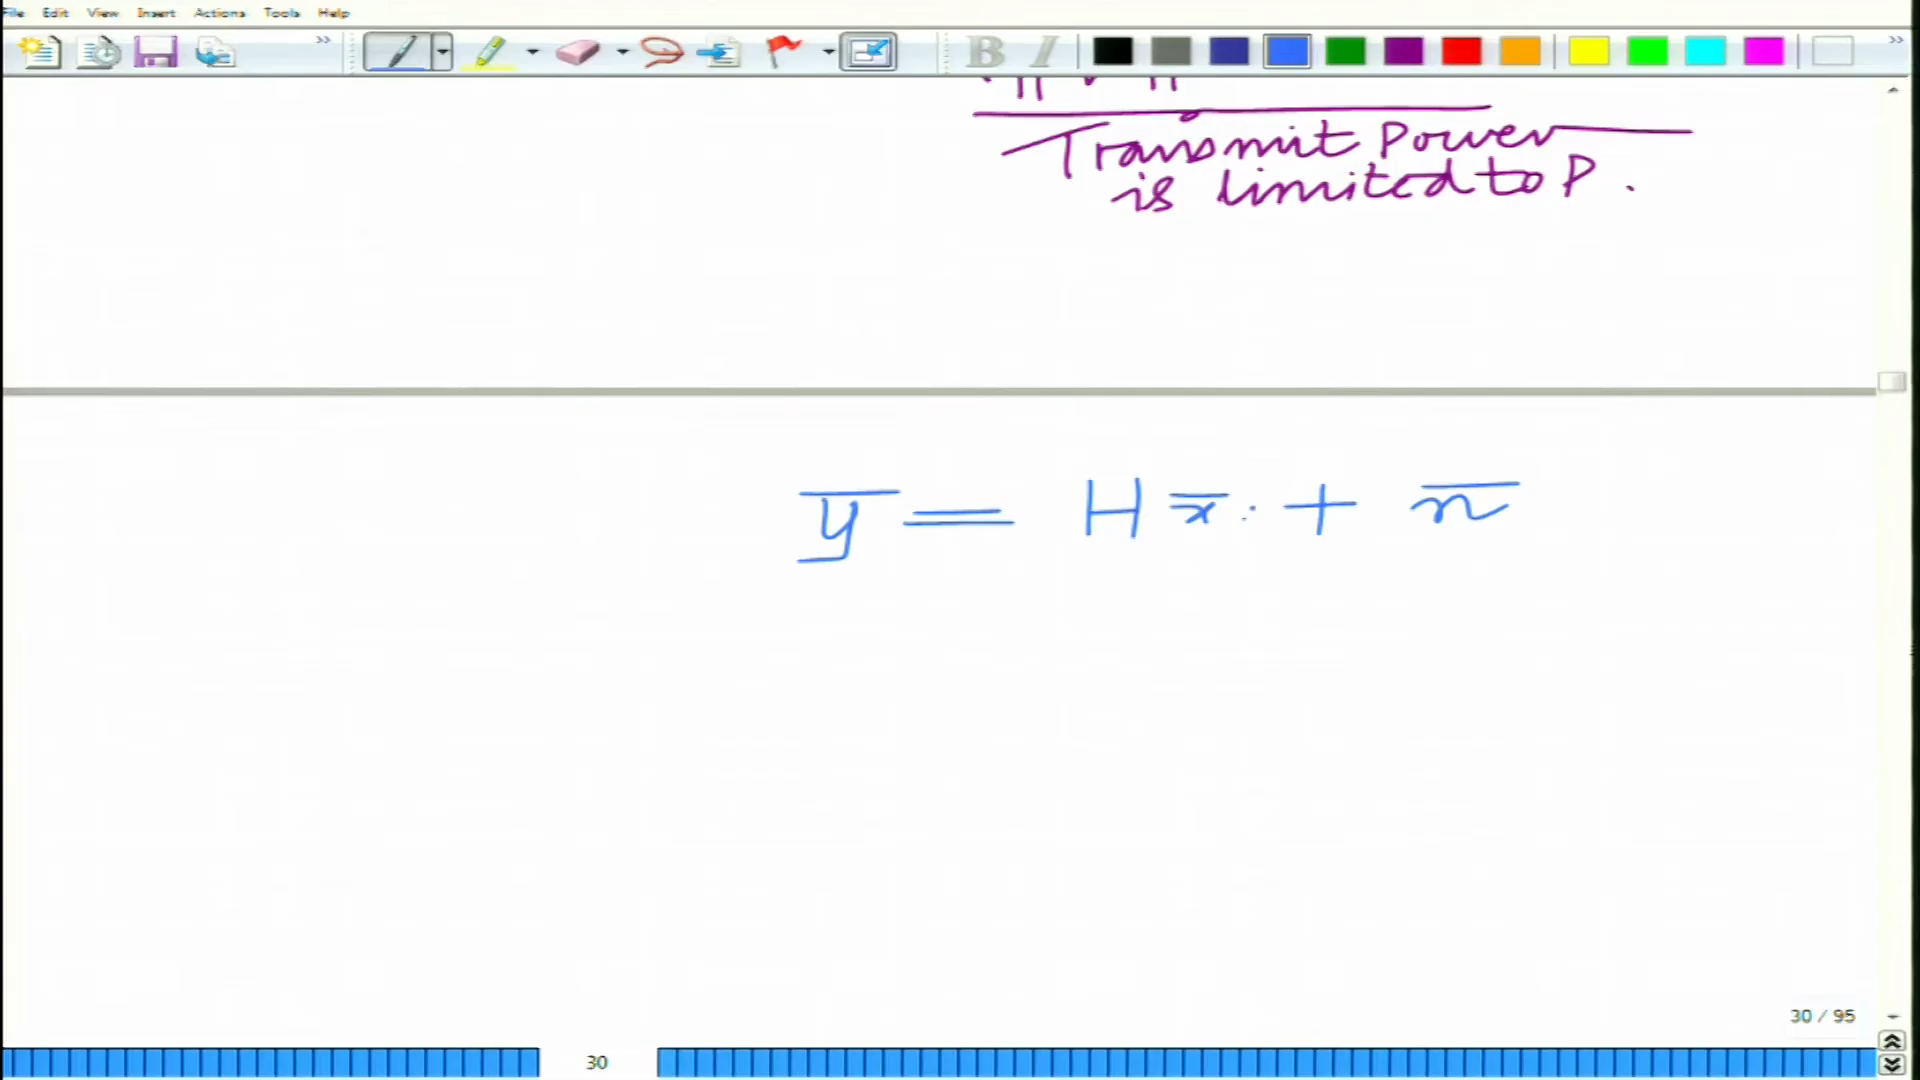 File Edit View Insert Actions Tools Help
B I
Transmit Power
is limited to P .
y̅ = H x̅ + n̅
30 / 95
30